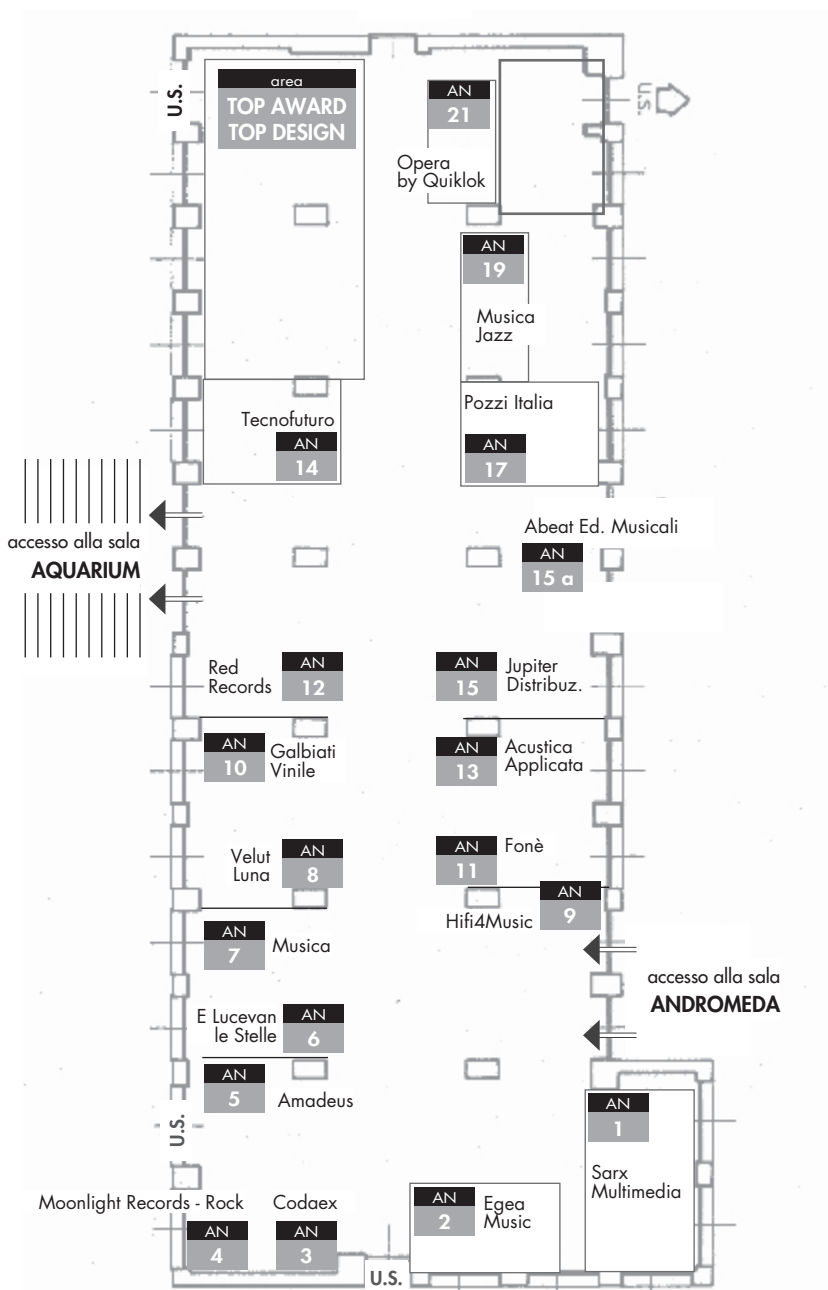 U.S.
area
TOP AWARD
TOP DESIGN
AN
21
U.S.
Opera
by Quiklok
AN
19
Musica
Jazz
Pozzi Italia
AN
17
Tecnofuturo
AN
14
accesso alla sala
AQUARIUM
Abeat Ed. Musicali
AN
15 a
Red
Records
AN
12
AN
15
Jupiter
Distribuz.
AN
10
Galbiati
Vinile
AN
13
Acustica
Applicata
Velut
Luna
AN
8
AN
11
Fonè
Hifi4Music
AN
9
AN
7
Musica
accesso alla sala
ANDROMEDA
E Lucevan
le Stelle
AN
6
AN
5
Amadeus
U.S.
AN
1
Sarx
Multimedia
Moonlight Records - Rock
AN
4
Codaex
AN
3
AN
2
Egea
Music
U.S.